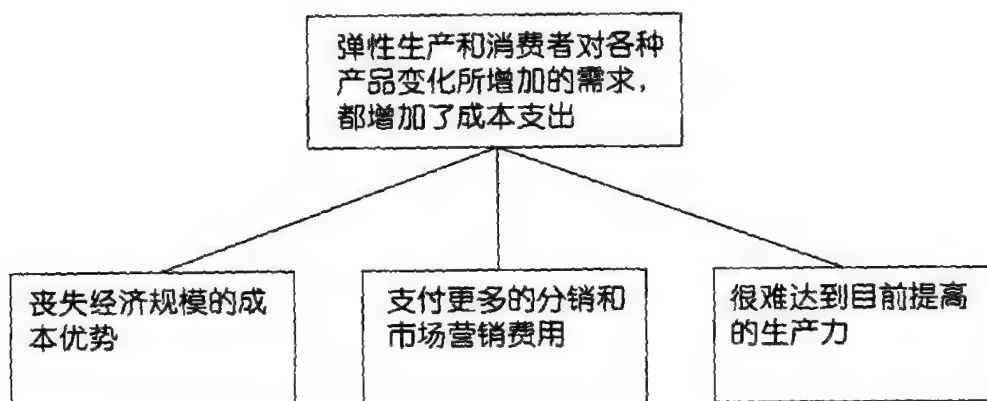 弹性生产和消费者对各种
产品变化所增加的需求，
都增加了成本支出
丧失经济规模的成
本优势
支付更多的分销和
市场营销费用
很难达到目前提高
的生产力